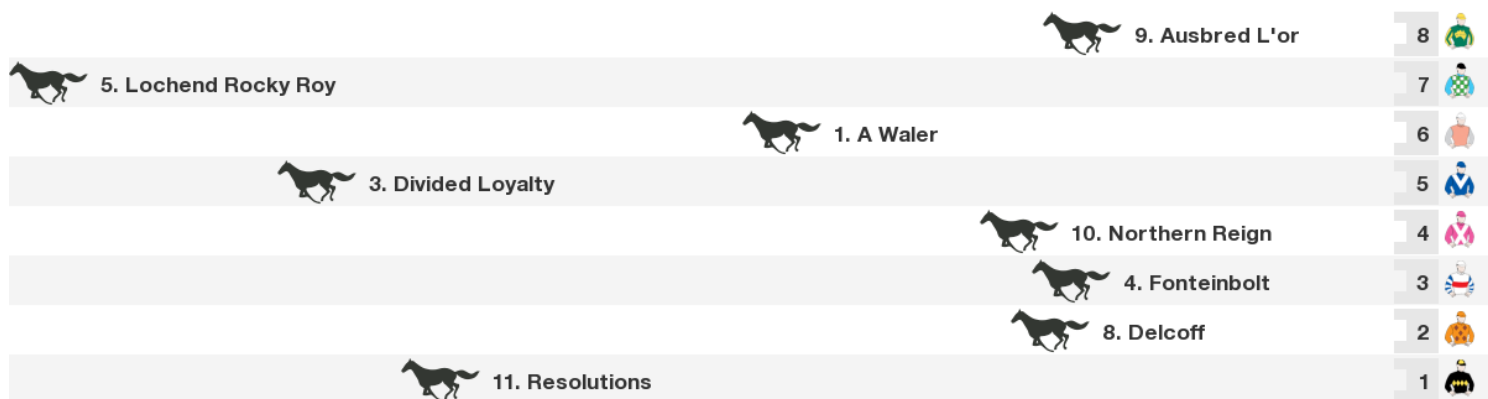 9. Ausbred L'or 8
5. Lochend Rocky Roy 7
1. A Waler 6
3. Divided Loyalty 5
10. Northern Reign 4
4. Fonteinbolt 3
8. Delcoff 2
11. Resolutions 1